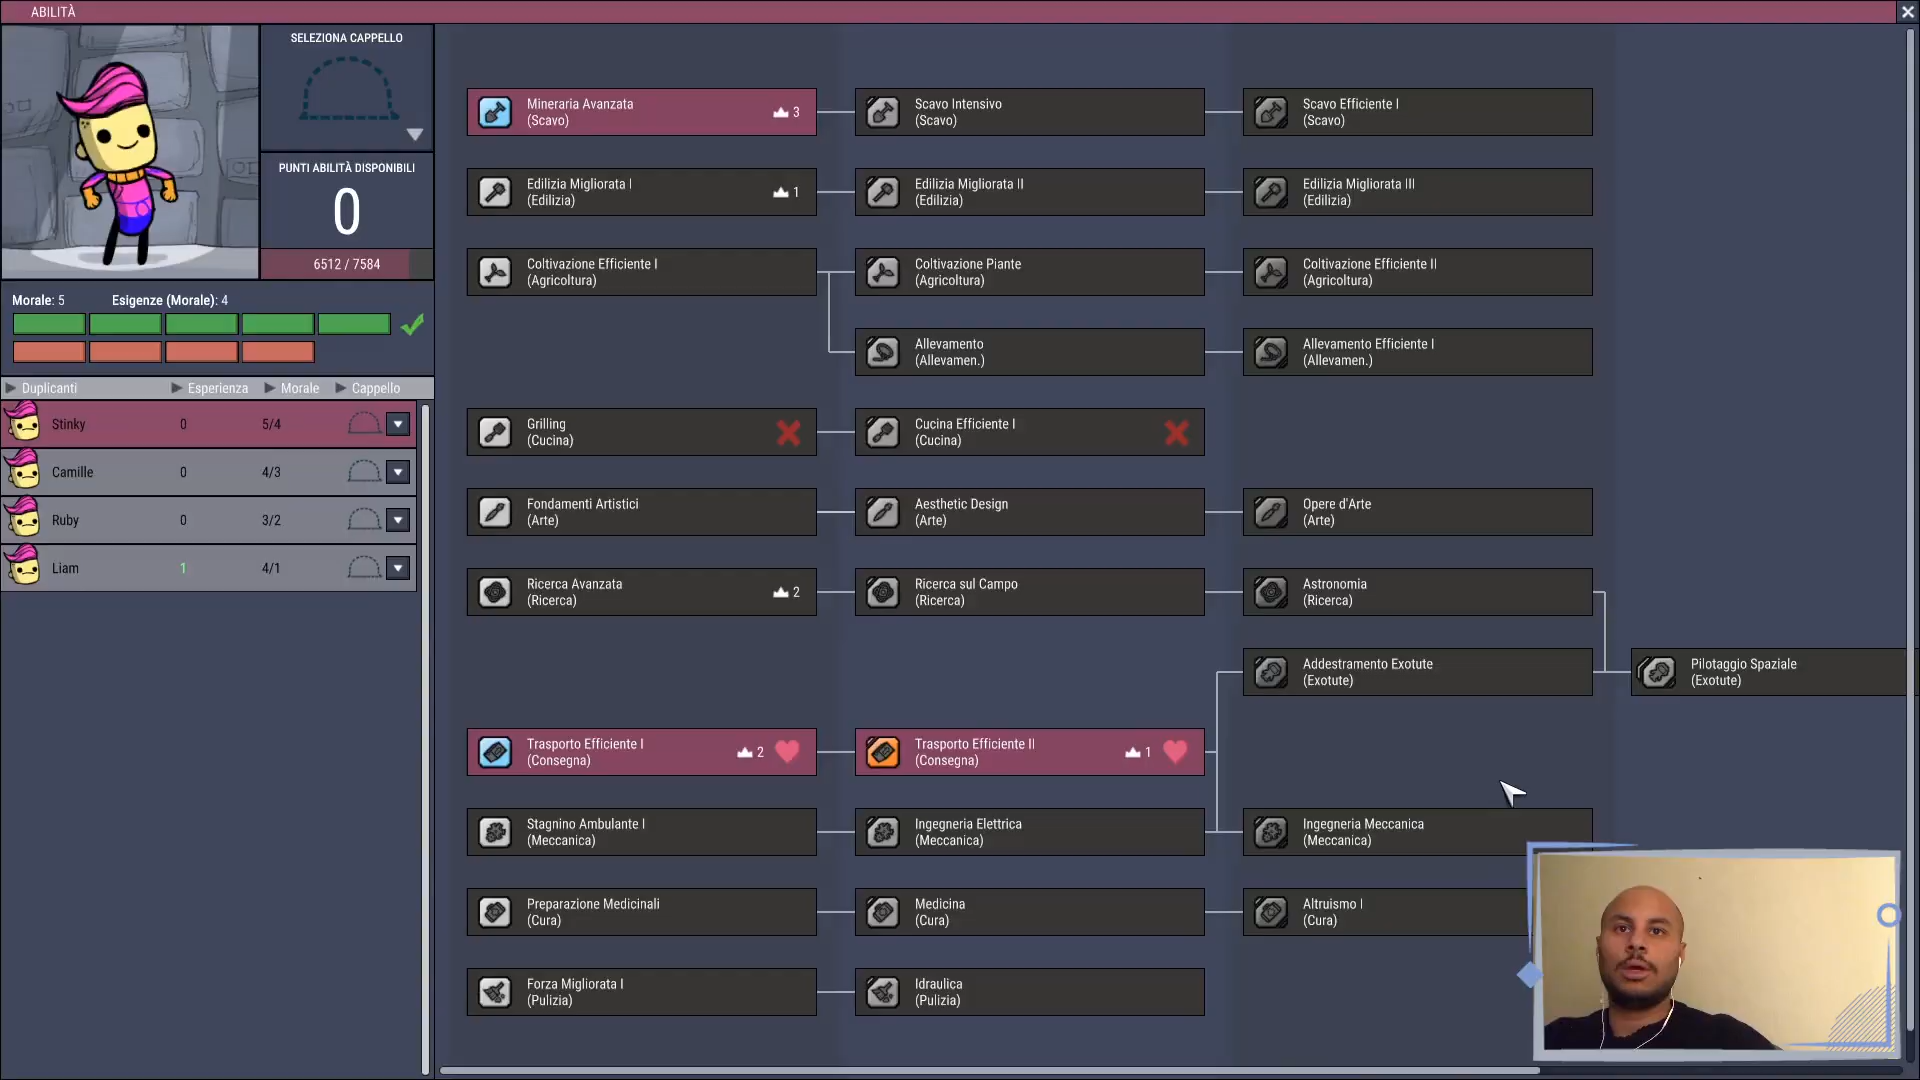 ABILITÀ
SELEZIONA CAPPELLO
PUNTI ABILITÀ DISPONIBILI
0
6512 / 7584
Morale: 5
Esigenze (Morale): 4
Duplicanti Esperienza Morale Cappello
Stinky 0 5/4
Camille 0 4/3
Ruby 0 3/2
Liam 1 4/1
Mineraria Avanzata
(Scavo)
3
Scavo Intensivo
(Scavo)
Scavo Efficiente I
(Scavo)
Edilizia Migliorata I
(Edilizia)
1
Edilizia Migliorata II
(Edilizia)
Edilizia Migliorata III
(Edilizia)
Coltivazione Efficiente I
(Agricoltura)
Coltivazione Piante
(Agricoltura)
Coltivazione Efficiente II
(Agricoltura)
Allevamento
(Allevamen.)
Allevamento Efficiente I
(Allevamen.)
Grilling
(Cucina)
Cucina Efficiente I
(Cucina)
Fondamenti Artistici
(Arte)
Aesthetic Design
(Arte)
Opere d'Arte
(Arte)
Ricerca Avanzata
(Ricerca)
2
Ricerca sul Campo
(Ricerca)
Astronomia
(Ricerca)
Addestramento Exotute
(Exotute)
Pilotaggio Spaziale
(Exotute)
Trasporto Efficiente I
(Consegna)
2
Trasporto Efficiente II
(Consegna)
1
Stagnino Ambulante I
(Meccanica)
Ingegneria Elettrica
(Meccanica)
Ingegneria Meccanica
(Meccanica)
Preparazione Medicinali
(Cura)
Medicina
(Cura)
Altruismo I
(Cura)
Forza Migliorata I
(Pulizia)
Idraulica
(Pulizia)